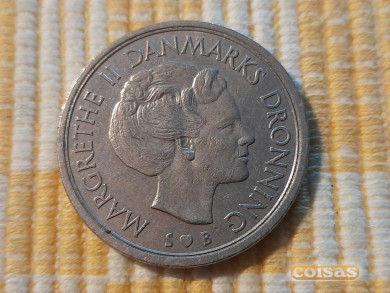 MARGRETHE II DANMARKS DRONNING
S♡B
coisas